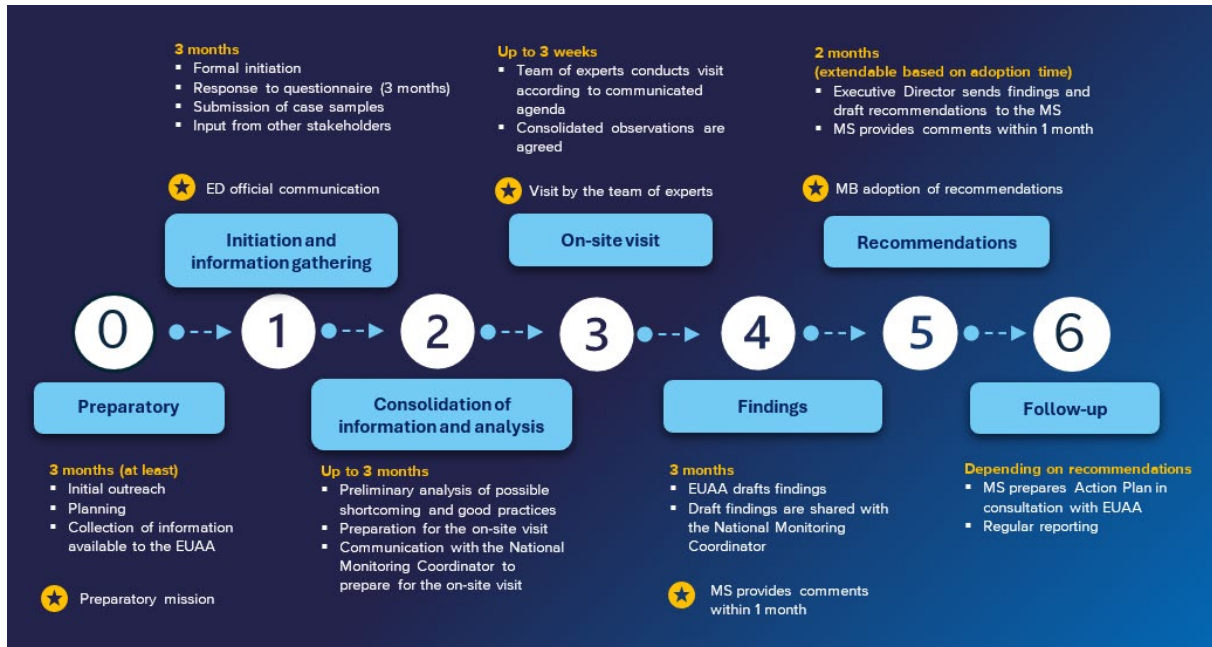 3 months
▪ Formal initiation
▪ Response to questionnaire (3 months)
▪ Submission of case samples
▪ Input from other stakeholders
ED official communication
Initiation and
information gathering
Up to 3 weeks
▪ Team of experts conducts visit
according to communicated
agenda
▪ Consolidated observations are
agreed
Visit by the team of experts
On-site visit
2 months
(extendable based on adoption time)
▪ Executive Director sends findings and
draft recommendations to the MS
▪ MS provides comments within 1 month
MB adoption of recommendations
Recommendations
0
1
2
3
4
5
6
Preparatory
3 months (at least)
▪ Initial outreach
▪ Planning
▪ Collection of information
available to the EUAA
Preparatory mission
Consolidation of
information and analysis
Up to 3 months
▪ Preliminary analysis of possible
shortcoming and good practices
▪ Preparation for the on-site visit
▪ Communication with the National
Monitoring Coordinator to
prepare for the on-site visit
Findings
3 months
▪ EUAA drafts findings
▪ Draft findings are shared with
the National Monitoring
Coordinator
MS provides comments
within 1 month
Follow-up
Depending on recommendations
▪ MS prepares Action Plan in
consultation with EUAA
▪ Regular reporting